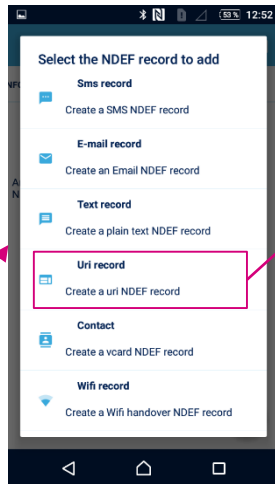 53% 12:52
Select the NDEF record to add
Sms record
Create a SMS NDEF record
E-mail record
Create an Email NDEF record
Text record
Create a plain text NDEF record
Uri record
Create a uri NDEF record
Contact
Create a vcard NDEF record
Wifi record
Create a Wifi handover NDEF record